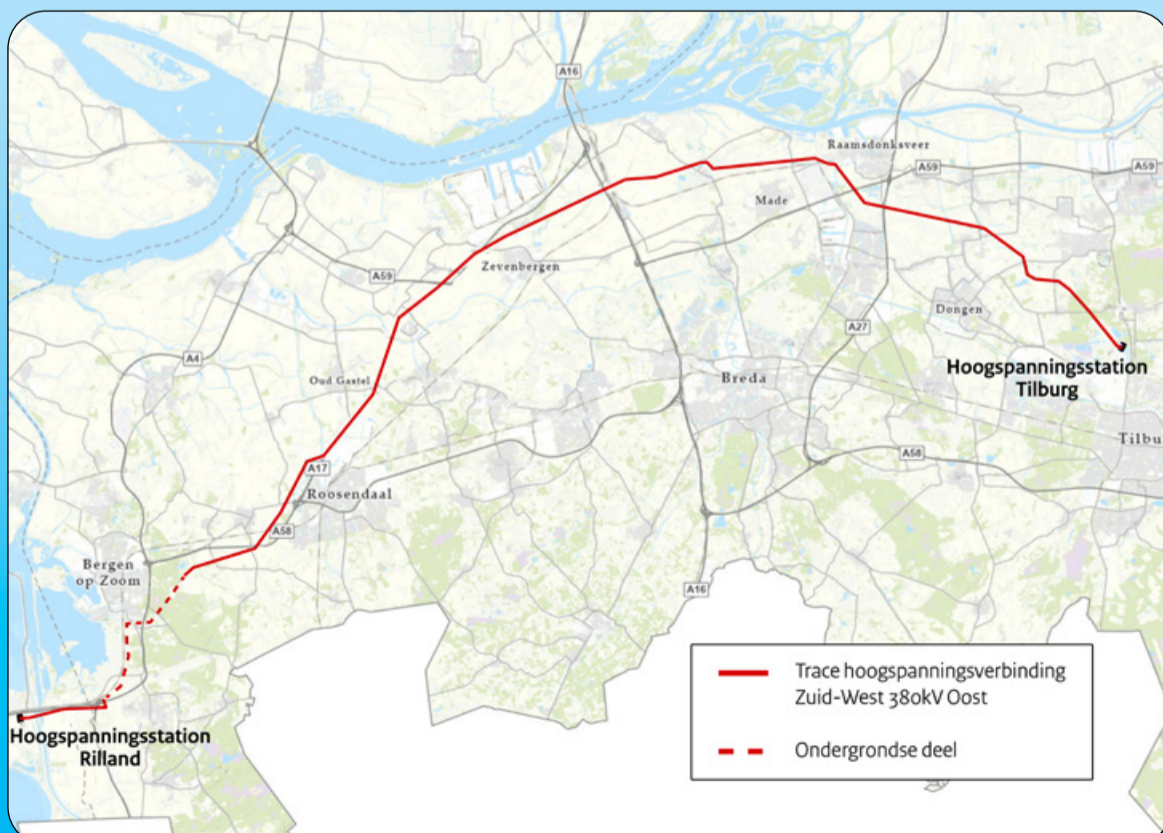 A16
Raamsdonksveer
A59
A59
Made
Zevenbergen
A59
Dongen
A27
A4
Hoogspanningsstation
Tilburg
Oud Gastel
Breda
Tilbu
A58
A17
Roosendaal
A58
Bergen
op Zoom
A16
Trace hoogspanningsverbinding
Zuid-West 380kV Oost
Ondergrondse deel
Hoogspanningsstation
Rilland